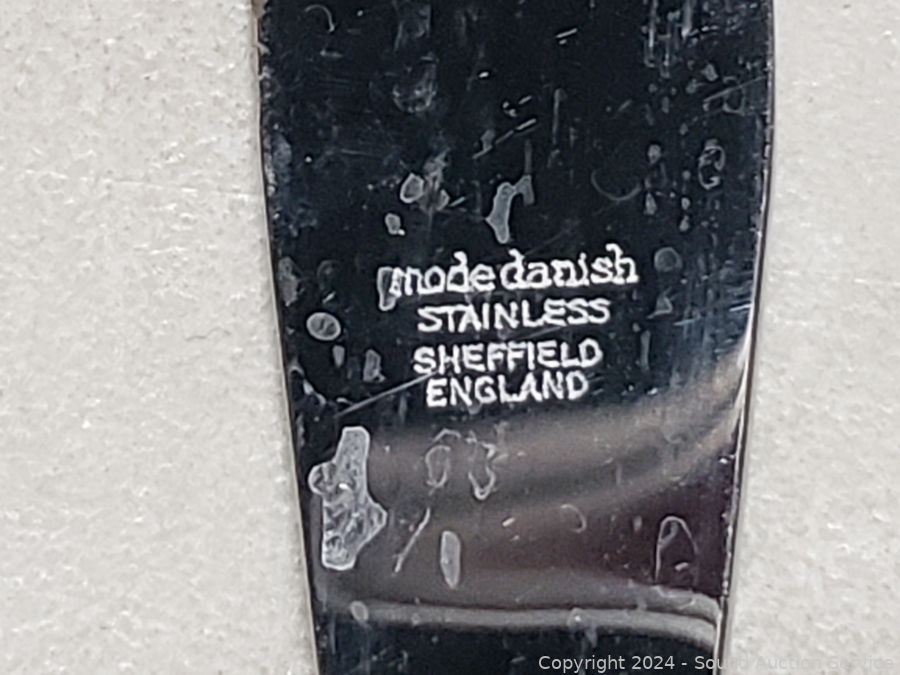 mode danish
STAINLESS
SHEFFIELD
ENGLAND
Copyright 2024 - Sound Auction Service